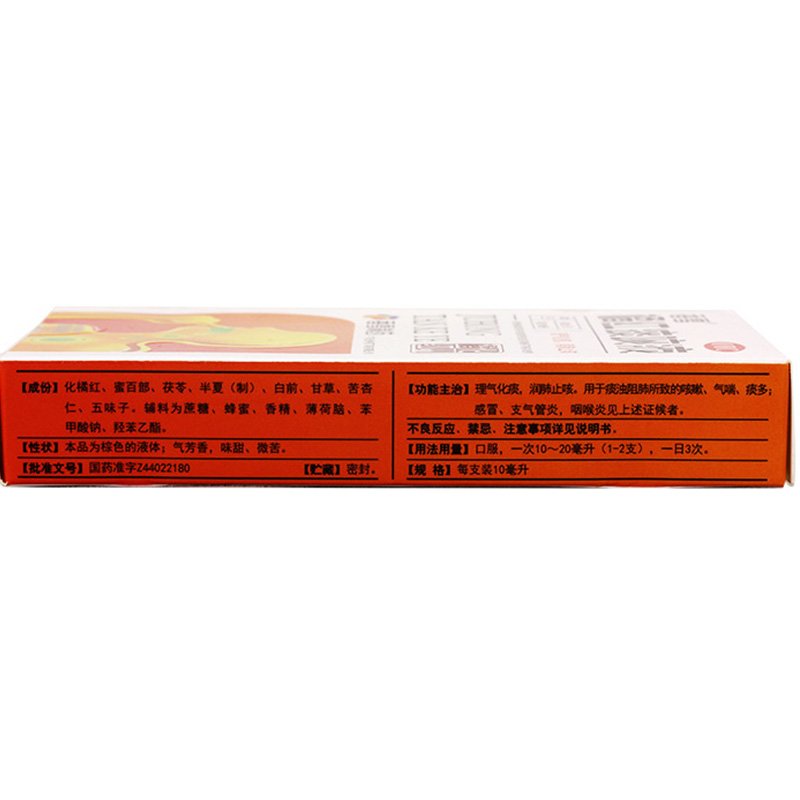 【成份】化橘红、蜜百部、茯苓、半夏（制）、白前、甘草、苦杏
仁、五味子。辅料为蔗糖、蜂蜜、香精、薄荷脑、苯
甲酸钠、羟苯乙酯。
【性状】本品为棕色的液体；气芳香，味甜、微苦。
【批准文号】国药准字Z44022180 【贮藏】密封。
【功能主治】理气化痰，润肺止咳。用于痰浊阻肺所致的咳嗽、气喘、痰多；
感冒、支气管炎，咽喉炎见上述证候者。
不良反应、禁忌、注意事项详见说明书。
【用法用量】口服，一次10～20毫升（1-2支），一日3次。
【规 格】每支装10毫升